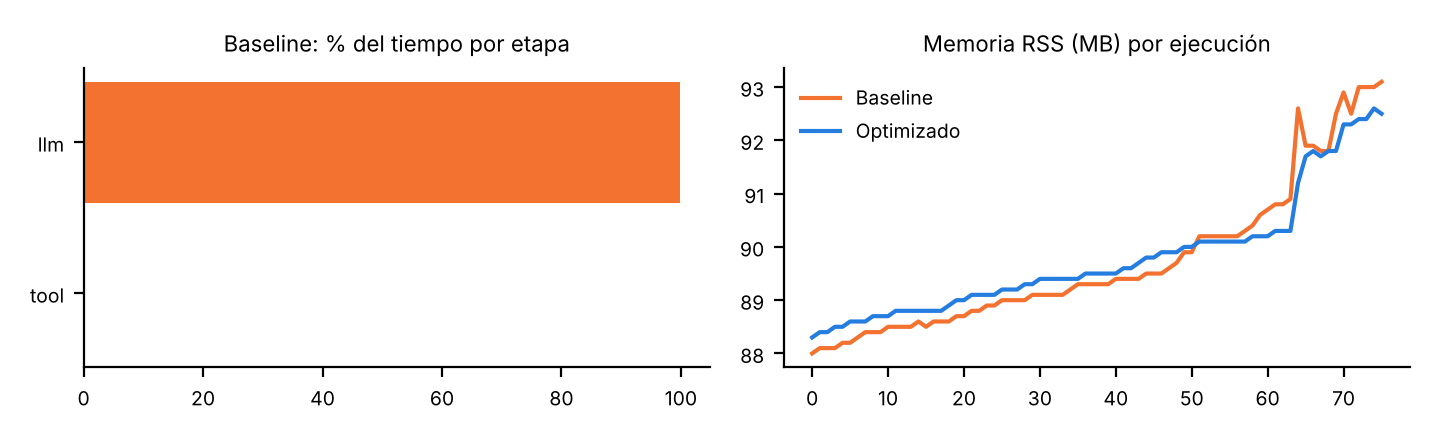 Baseline: % del tiempo por etapa
llm
tool
0 20 40 60 80 100
Memoria RSS (MB) por ejecución
Baseline
Optimizado
93
92
91
90
89
88
0 10 20 30 40 50 60 70